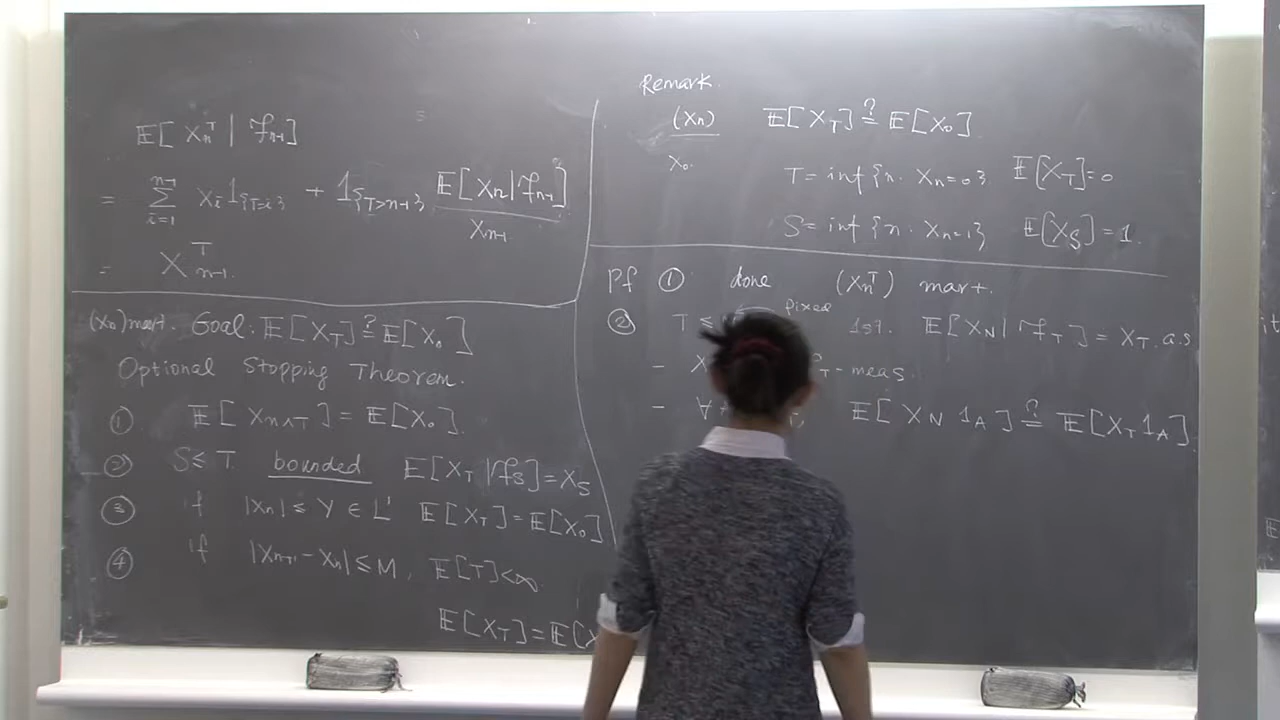 𝔼[ X_n^T | ℱ_{n-1} ]
= Σ_{i=1}^{n-1} X_i 1_{{T=i}} + 1_{{T>n-1}} 𝔼[ X_n | ℱ_{n-1} ]
X_{n-1}
= X_{n-1}^T.
(X_n) mart. Goal: 𝔼[ X_T ] ≟ 𝔼[ X_0 ]
Optional Stopping Theorem.
① 𝔼[ X_{n∧T} ] = 𝔼[ X_0 ].
② S ≤ T bounded 𝔼[ X_T | ℱ_S ] = X_S
③ if |X_n| ≤ Y ∈ L^1 𝔼[ X_T ] = 𝔼[ X_0 ]
④ if |X_{n+1} - X_n| ≤ M, 𝔼[T] < ∞
𝔼[ X_T ] = 𝔼[ X
Remark.
(X_n) 𝔼[ X_T ] ≟ 𝔼[ X_0 ]
X_0
T = inf {n. X_n = 0}. 𝔼[ X_T ] = 0
S = inf {n. X_n = 1} 𝔼[ X_S ] = 1.
Pf ① done (X_n^T) mart.
fixed
② T ≤ 1st. 𝔼[ X_N | ℱ_T ] = X_T a.s
- X - meas.
- ∀ 𝔼[ X_N 1_A ] ≟ 𝔼[ X_T 1_A ]